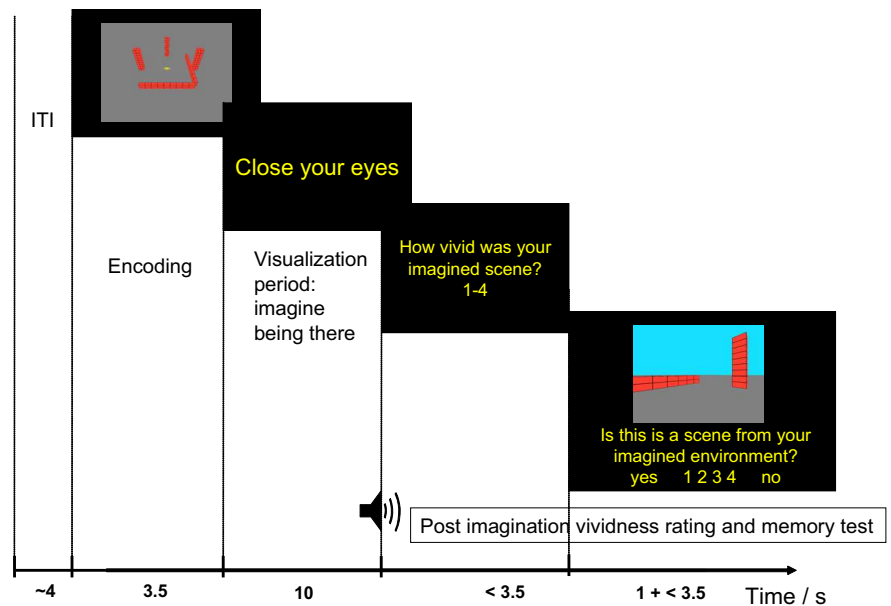 ITI
Encoding
Close your eyes
Visualization
period:
imagine
being there
How vivid was your
imagined scene?
1-4
Is this is a scene from your
imagined environment?
yes 1 2 3 4 no
Post imagination vividness rating and memory test
~4 3.5 10 < 3.5 1 + < 3.5 Time / s